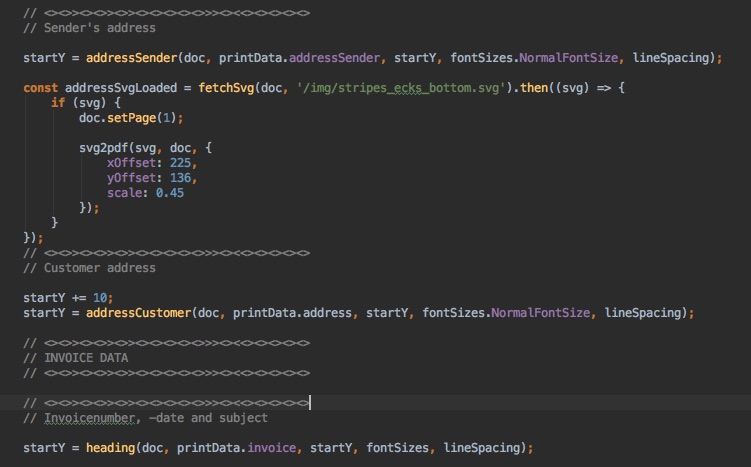 // <><>><><>>><><><>>><><<><><><><>
// Sender's address
startY = addressSender(doc, printData.addressSender, startY, fontSizes.NormalFontSize, lineSpacing);
const addressSvgLoaded = fetchSvg(doc, '/img/stripes_ecks_bottom.svg').then((svg) => {
if (svg) {
doc.setPage(1);
svg2pdf(svg, doc, {
xOffset: 225,
yOffset: 136,
scale: 0.45
});
}
});
// <><>><><>>><><><>>><><<><><><><>
// Customer address
startY += 10;
startY = addressCustomer(doc, printData.address, startY, fontSizes.NormalFontSize, lineSpacing);
// <><>><><>>><><><>>><><<><><><><>
// INVOICE DATA
// <><>><><>>><><><>>><><<><><><><>
// <><>><><>>><><><>>><><<><><><><>
// Invoicenumber, -date and subject
startY = heading(doc, printData.invoice, startY, fontSizes, lineSpacing);